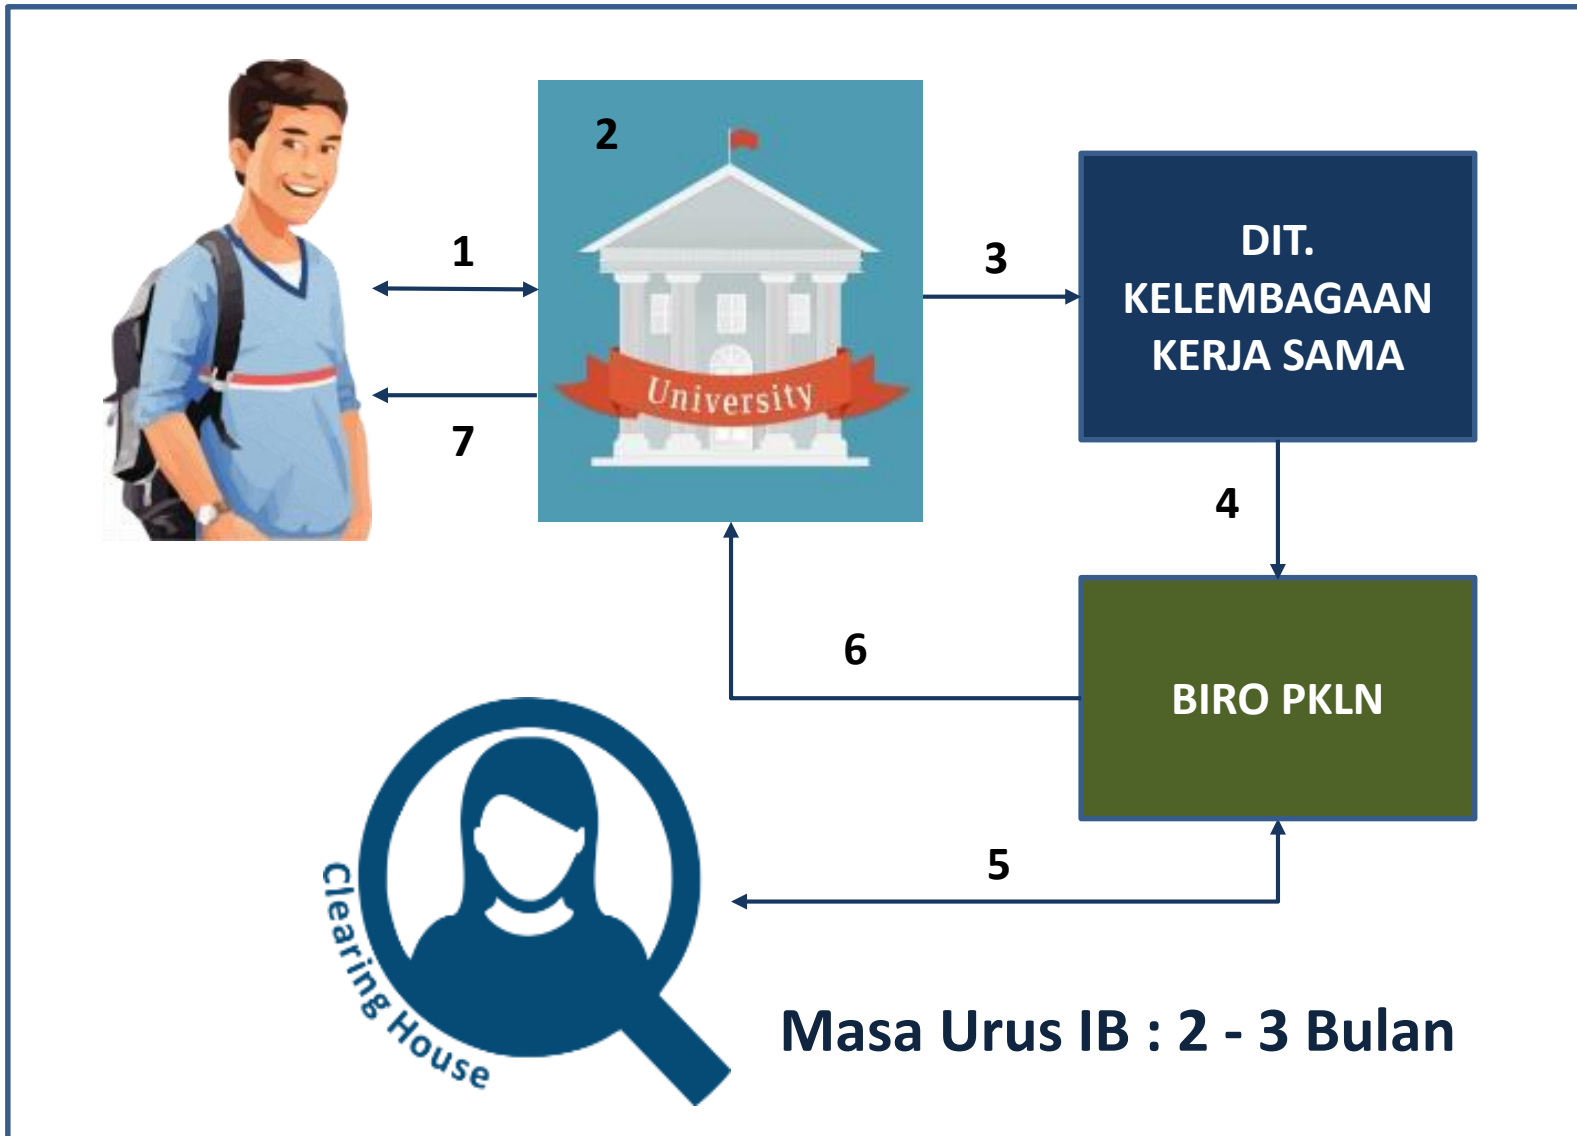 2
1
3
DIT.
KELEMBAGAAN
KERJA SAMA
University
7
4
6
BIRO PKLN
5
Clearing House
Masa Urus IB : 2 - 3 Bulan